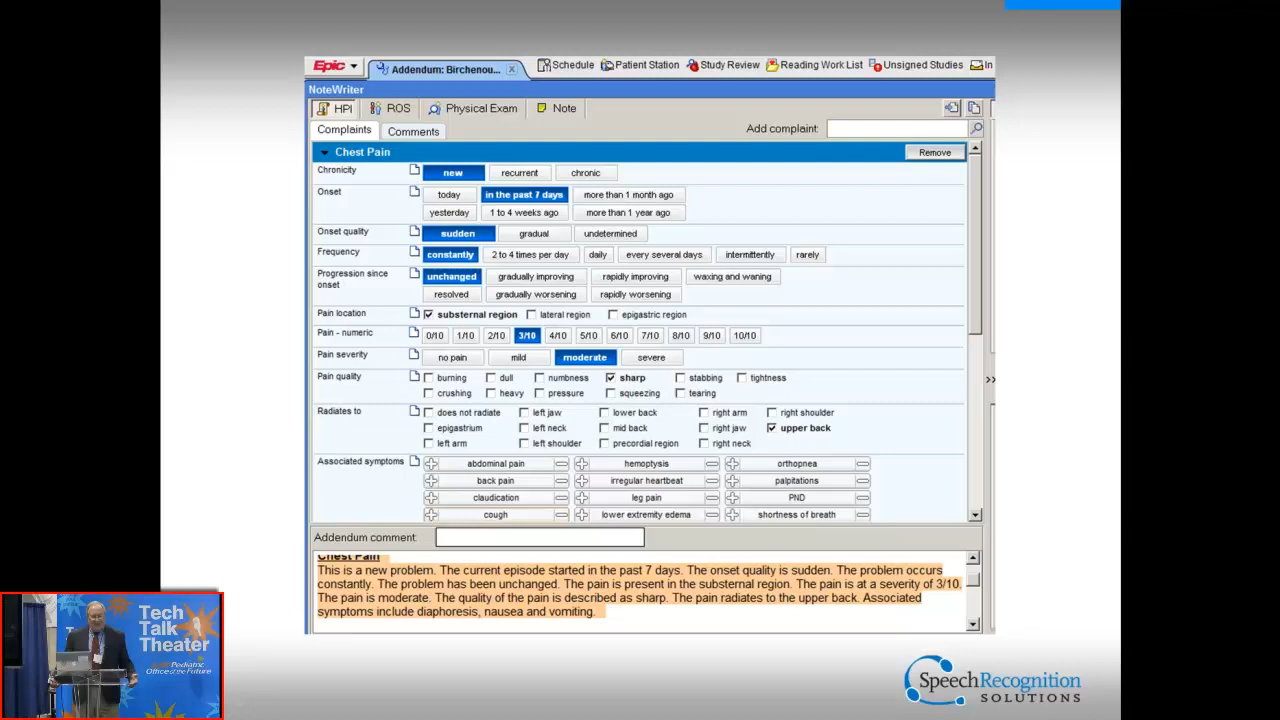 Epic
Addendum: Birchenou...
Schedule Patient Station Study Review Reading Work List Unsigned Studies In
NoteWriter
HPI ROS Physical Exam Note
Complaints Comments Add complaint:
Chest Pain Remove
Chronicity new recurrent chronic
Onset today in the past 7 days more than 1 month ago
yesterday 1 to 4 weeks ago more than 1 year ago
Onset quality sudden gradual undetermined
Frequency constantly 2 to 4 times per day daily every several days intermittently rarely
Progression since onset unchanged gradually improving rapidly improving waxing and waning
resolved gradually worsening rapidly worsening
Pain location substernal region lateral region epigastric region
Pain - numeric 0/10 1/10 2/10 3/10 4/10 5/10 6/10 7/10 8/10 9/10 10/10
Pain severity no pain mild moderate severe
Pain quality burning dull numbness sharp stabbing tightness
crushing heavy pressure squeezing tearing
Radiates to does not radiate left jaw lower back right arm right shoulder
epigastrium left neck mid back right jaw upper back
left arm left shoulder precordial region right neck
Associated symptoms abdominal pain hemoptysis orthopnea
back pain irregular heartbeat palpitations
claudication leg pain PND
cough lower extremity edema shortness of breath
Addendum comment:
Chest Pain
This is a new problem. The current episode started in the past 7 days. The onset quality is sudden. The problem occurs
constantly. The problem has been unchanged. The pain is present in the substernal region. The pain is at a severity of 3/10.
The pain is moderate. The quality of the pain is described as sharp. The pain radiates to the upper back. Associated
symptoms include diaphoresis, nausea and vomiting.
Tech
Talk
Theater
Pediatric
Office of the Future
SpeechRecognition
SOLUTIONS